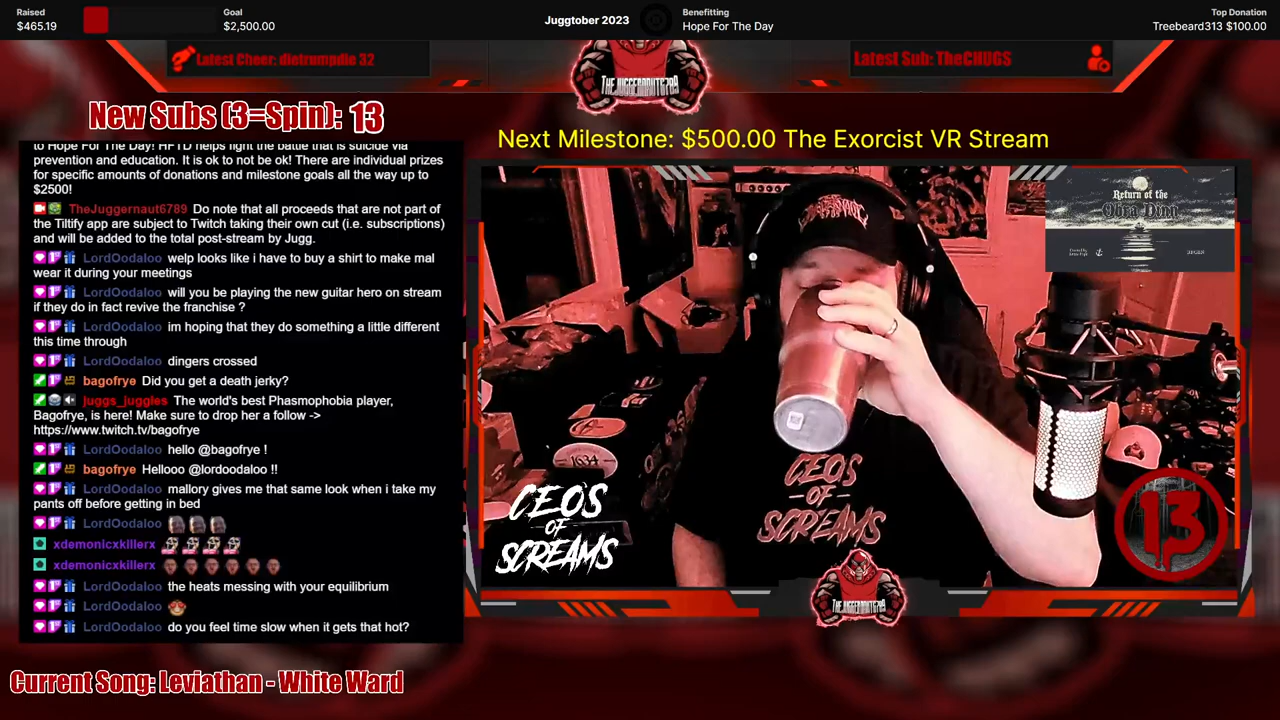 Raised
$465.19
Goal
$2,500.00
Juggtober 2023
Benefitting
Hope For The Day
Top Donation
Treebeard313 $100.00
Latest Cheer: dietrumpdie 32
THEJUGGERNAUT6789
Latest Sub: TheCHUGS
New Subs (3=Spin): 13
Next Milestone: $500.00 The Exorcist VR Stream
to Hope For The Day! HFTD helps fight the battle that is suicide via
prevention and education. It is ok to not be ok! There are individual prizes
for specific amounts of donations and milestone goals all the way up to
$2500!
TheJuggernaut6789 Do note that all proceeds that are not part of
the Tiltify app are subject to Twitch taking their own cut (i.e. subscriptions)
and will be added to the total post-stream by Jugg.
LordOodaloo welp looks like i have to buy a shirt to make mal
wear it during your meetings
LordOodaloo will you be playing the new guitar hero on stream
if they do in fact revive the franchise ?
LordOodaloo im hoping that they do something a little different
this time through
LordOodaloo dingers crossed
bagofrye Did you get a death jerky?
juggs_juggles The world's best Phasmophobia player,
Bagofrye, is here! Make sure to drop her a follow ->
https://www.twitch.tv/bagofrye
LordOodaloo hello @bagofrye !
bagofrye Hellooo @lordoodaloo !!
LordOodaloo mallory gives me that same look when i take my
pants off before getting in bed
LordOodaloo
xdemonicxkillerx
xdemonicxkillerx
LordOodaloo the heats messing with your equilibrium
LordOodaloo
LordOodaloo do you feel time slow when it gets that hot?
Return of the
Obra Dinn
1634
CEO'S
OF
SCREAMS
CEO'S
OF
SCREAMS
13
THEJUGGERNAUT6789
Current Song: Leviathan - White Ward